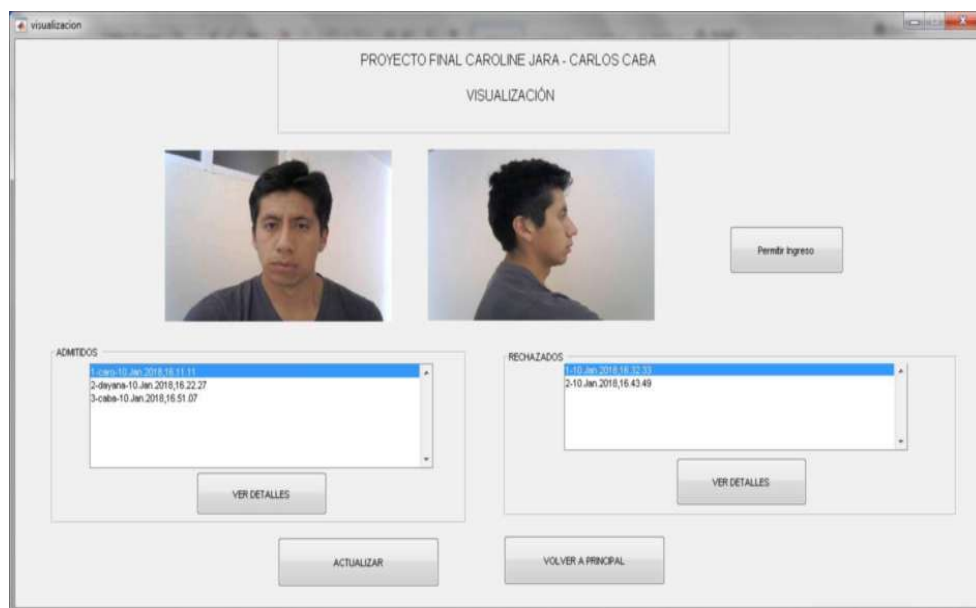 visualizacion
PROYECTO FINAL CAROLINE JARA - CARLOS CABA
VISUALIZACIÓN
Permitir Ingreso
ADMITIDOS
1-caro-10.Jan.2018,16.11.11
2-dayana-10.Jan.2018,16.22.27
3-caba-10.Jan.2018,16.51.07
VER DETALLES
RECHAZADOS
1-10.Jan.2018,16.32.33
2-10.Jan.2018,16.43.49
VER DETALLES
ACTUALIZAR
VOLVER A PRINCIPAL